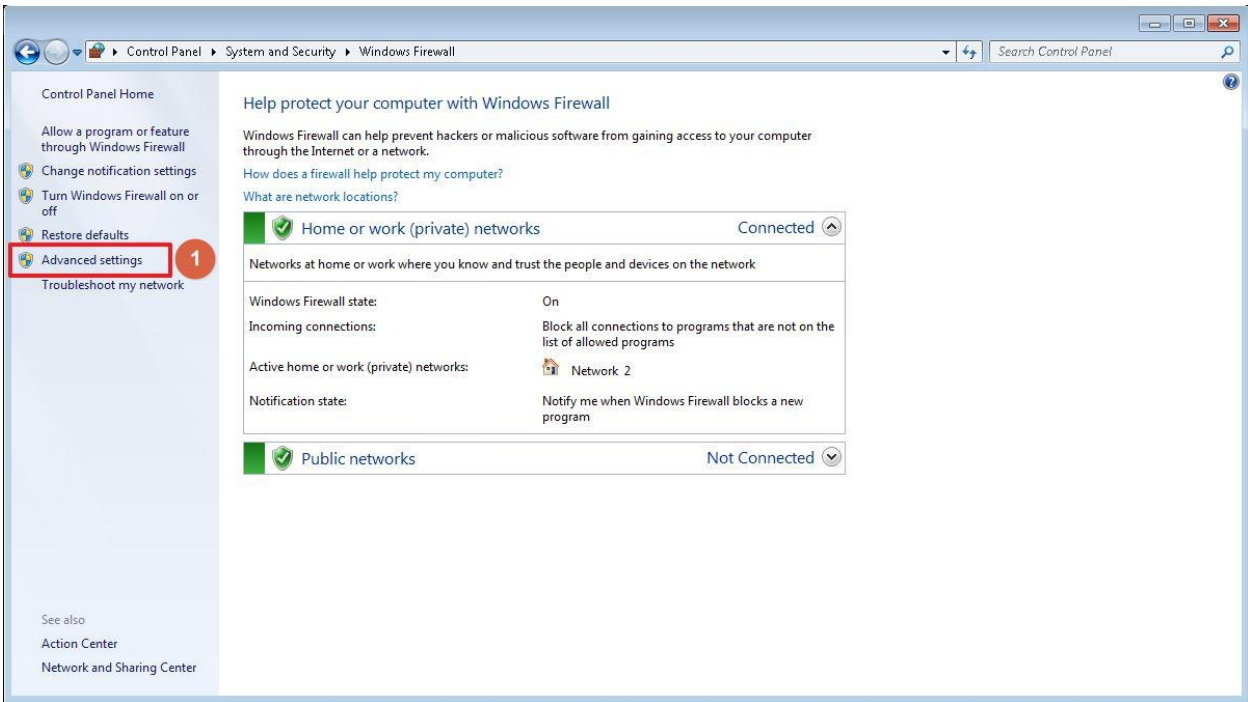 Control Panel System and Security Windows Firewall
Search Control Panel
Control Panel Home
Allow a program or feature
through Windows Firewall
Change notification settings
Turn Windows Firewall on or
off
Restore defaults
Advanced settings
1
Troubleshoot my network
See also
Action Center
Network and Sharing Center
Help protect your computer with Windows Firewall
Windows Firewall can help prevent hackers or malicious software from gaining access to your computer
through the Internet or a network.
How does a firewall help protect my computer?
What are network locations?
Home or work (private) networks Connected
Networks at home or work where you know and trust the people and devices on the network
Windows Firewall state: On
Incoming connections: Block all connections to programs that are not on the
list of allowed programs
Active home or work (private) networks: Network 2
Notification state: Notify me when Windows Firewall blocks a new
program
Public networks Not Connected